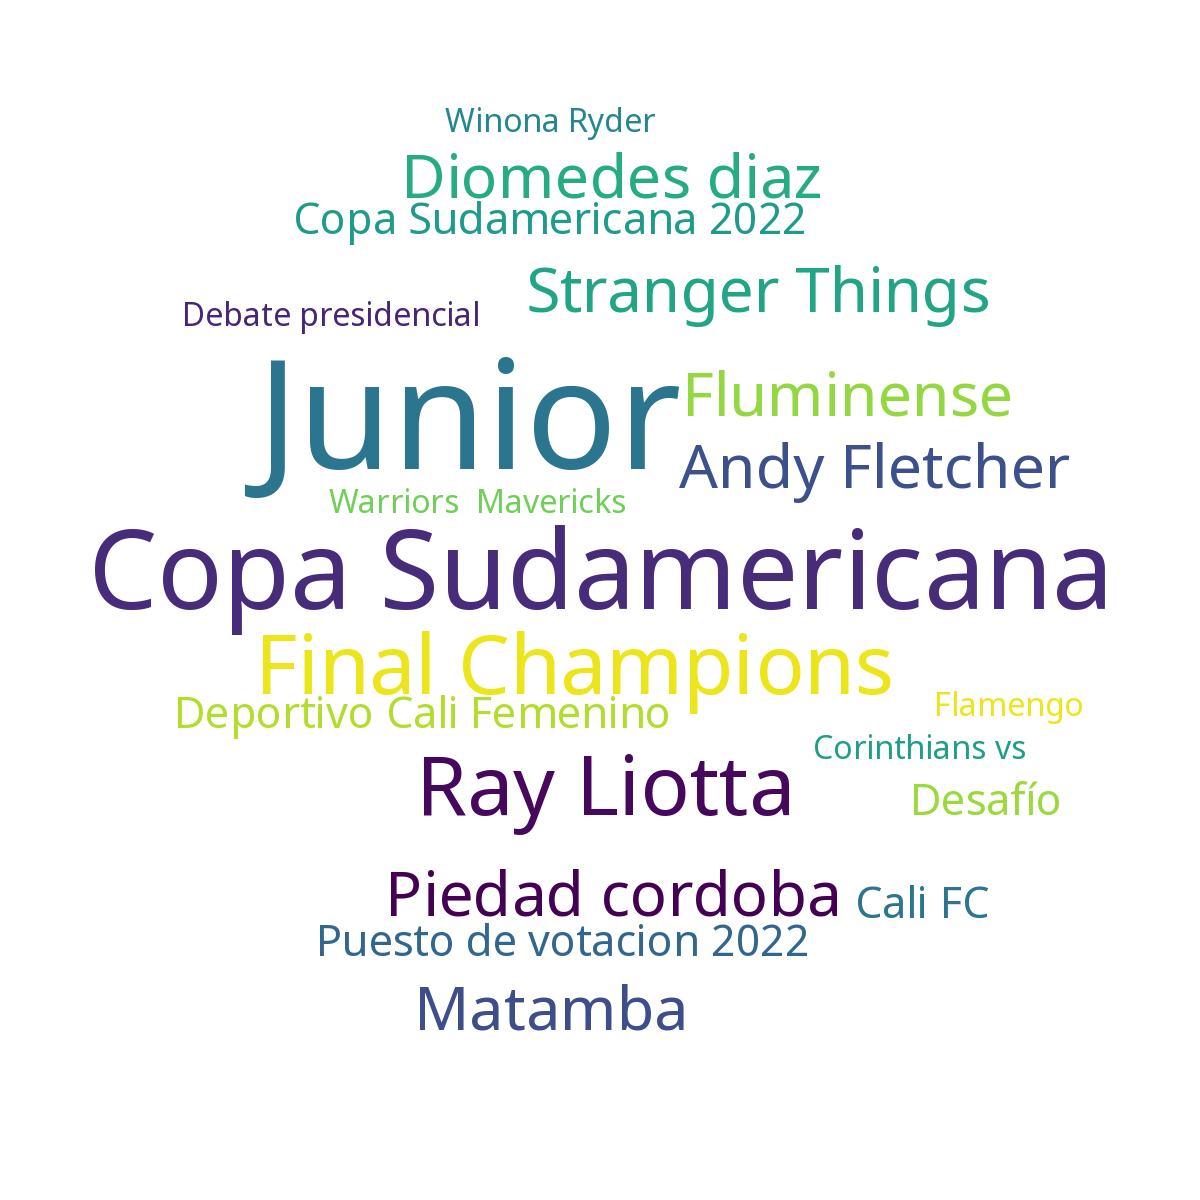 Winona Ryder
Diomedes diaz
Copa Sudamericana 2022
Stranger Things
Debate presidencial
Junior
Fluminense
Andy Fletcher
Warriors Mavericks
Copa Sudamericana
Final Champions
Deportivo Cali Femenino
Flamengo
Corinthians vs
Ray Liotta
Desafío
Piedad cordoba
Cali FC
Puesto de votacion 2022
Matamba